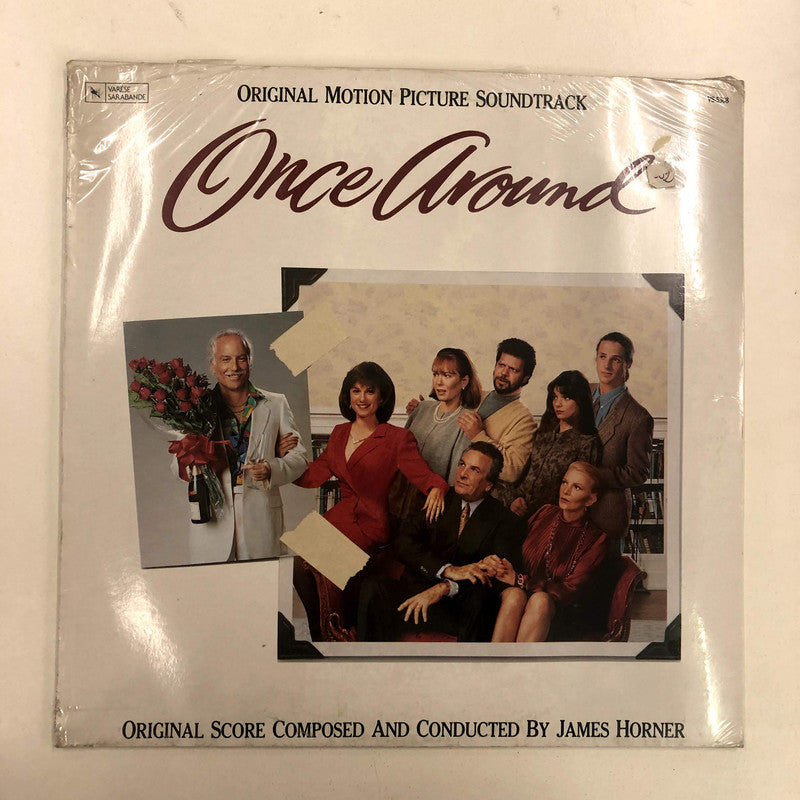 VARÈSE
SARABANDE
ORIGINAL MOTION PICTURE SOUNDTRACK
Once Around
ORIGINAL SCORE COMPOSED AND CONDUCTED BY JAMES HORNER